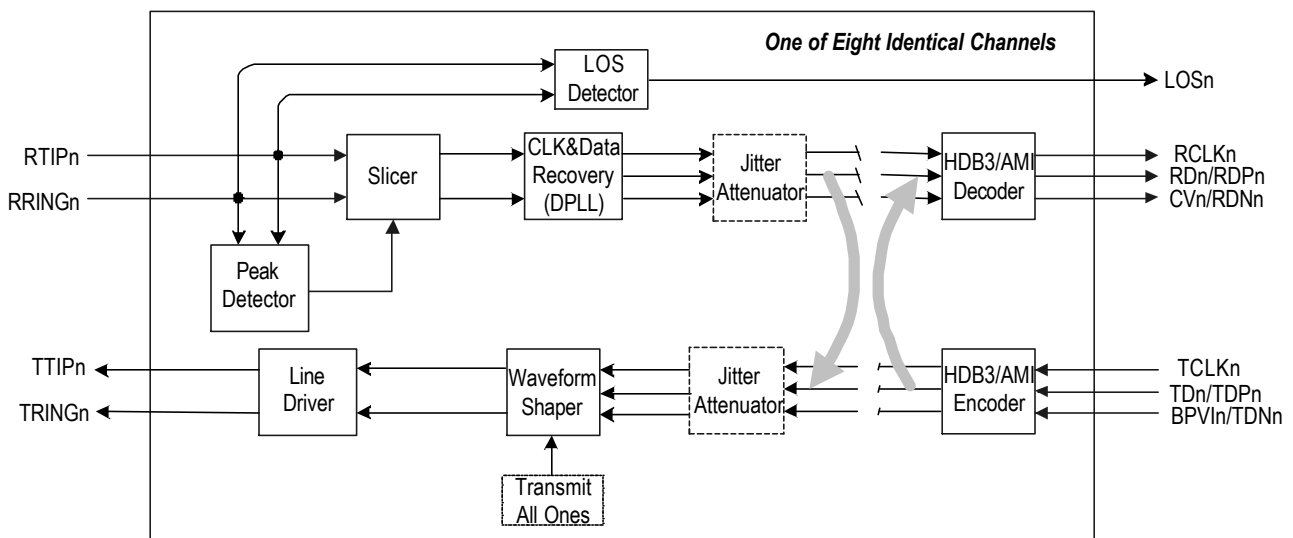 One of Eight Identical Channels
LOS
Detector
LOSn
RTIPn
RRINGn
Slicer
CLK&Data
Recovery
(DPLL)
Jitter
Attenuator
HDB3/AMI
Decoder
RCLKn
RDn/RDPn
CVn/RDNn
Peak
Detector
TTIPn
TRINGn
Line
Driver
Waveform
Shaper
Jitter
Attenuator
HDB3/AMI
Encoder
TCLKn
TDn/TDPn
BPVIn/TDNn
Transmit
All Ones